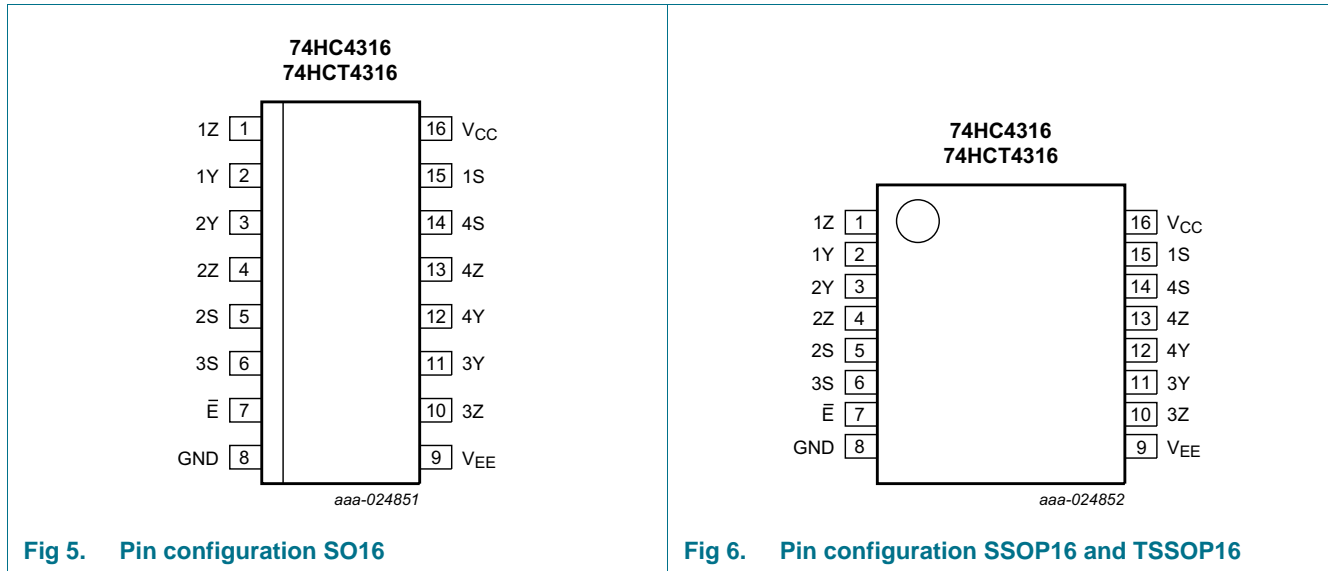 74HC4316
74HCT4316
1Z 1 16 VCC
1Y 2 15 1S
2Y 3 14 4S
2Z 4 13 4Z
2S 5 12 4Y
3S 6 11 3Y
E̅ 7 10 3Z
GND 8 9 VEE
aaa-024851
Fig 5. Pin configuration SO16
74HC4316
74HCT4316
1Z 1 16 VCC
1Y 2 15 1S
2Y 3 14 4S
2Z 4 13 4Z
2S 5 12 4Y
3S 6 11 3Y
E̅ 7 10 3Z
GND 8 9 VEE
aaa-024852
Fig 6. Pin configuration SSOP16 and TSSOP16